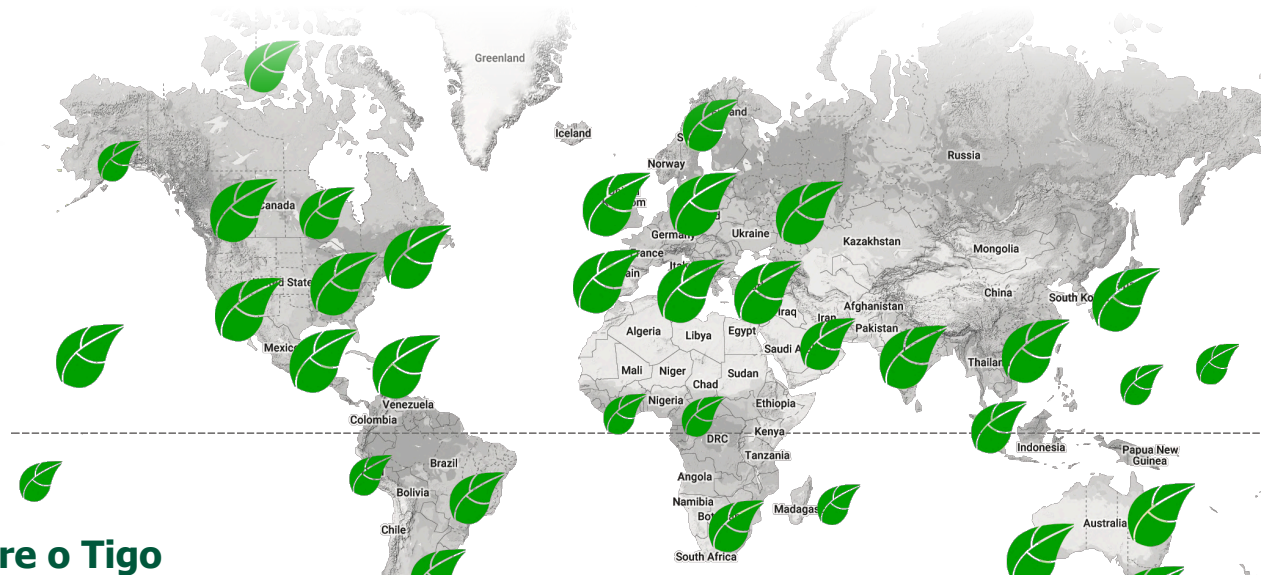 Greenland
Iceland
Norway
Russia
Canada
Germany
Ukraine
France
Kazakhstan
Mongolia
China
South Ko
Afghanistan
Iraq
Iran
Pakistan
Algeria
Libya
Egypt
Saudi A
Mexic
Mali
Niger
Sudan
Chad
Thailan
Venezuela
Nigeria
Ethiopia
Colombia
Kenya
DRC
Indonesia
Papua New
Guinea
Brazil
Tanzania
Angola
Bolivia
Namibia
Bot
Madagas
Australia
Chile
South Africa
re o Tigo